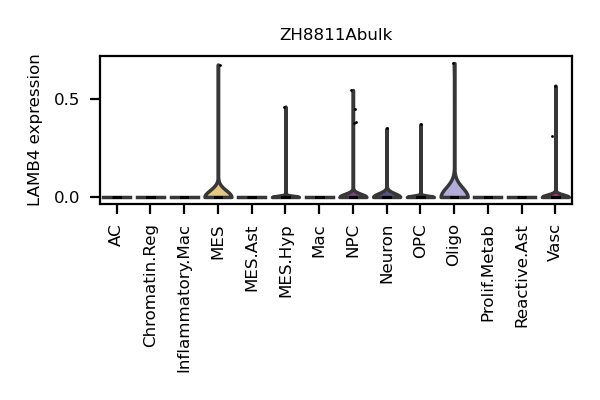 ZH8811Abulk
LAMB4 expression
0.5
0.0
AC
Chromatin.Reg
Inflammatory.Mac
MES
MES.Ast
MES.Hyp
Mac
NPC
Neuron
OPC
Oligo
Prolif.Metab
Reactive.Ast
Vasc